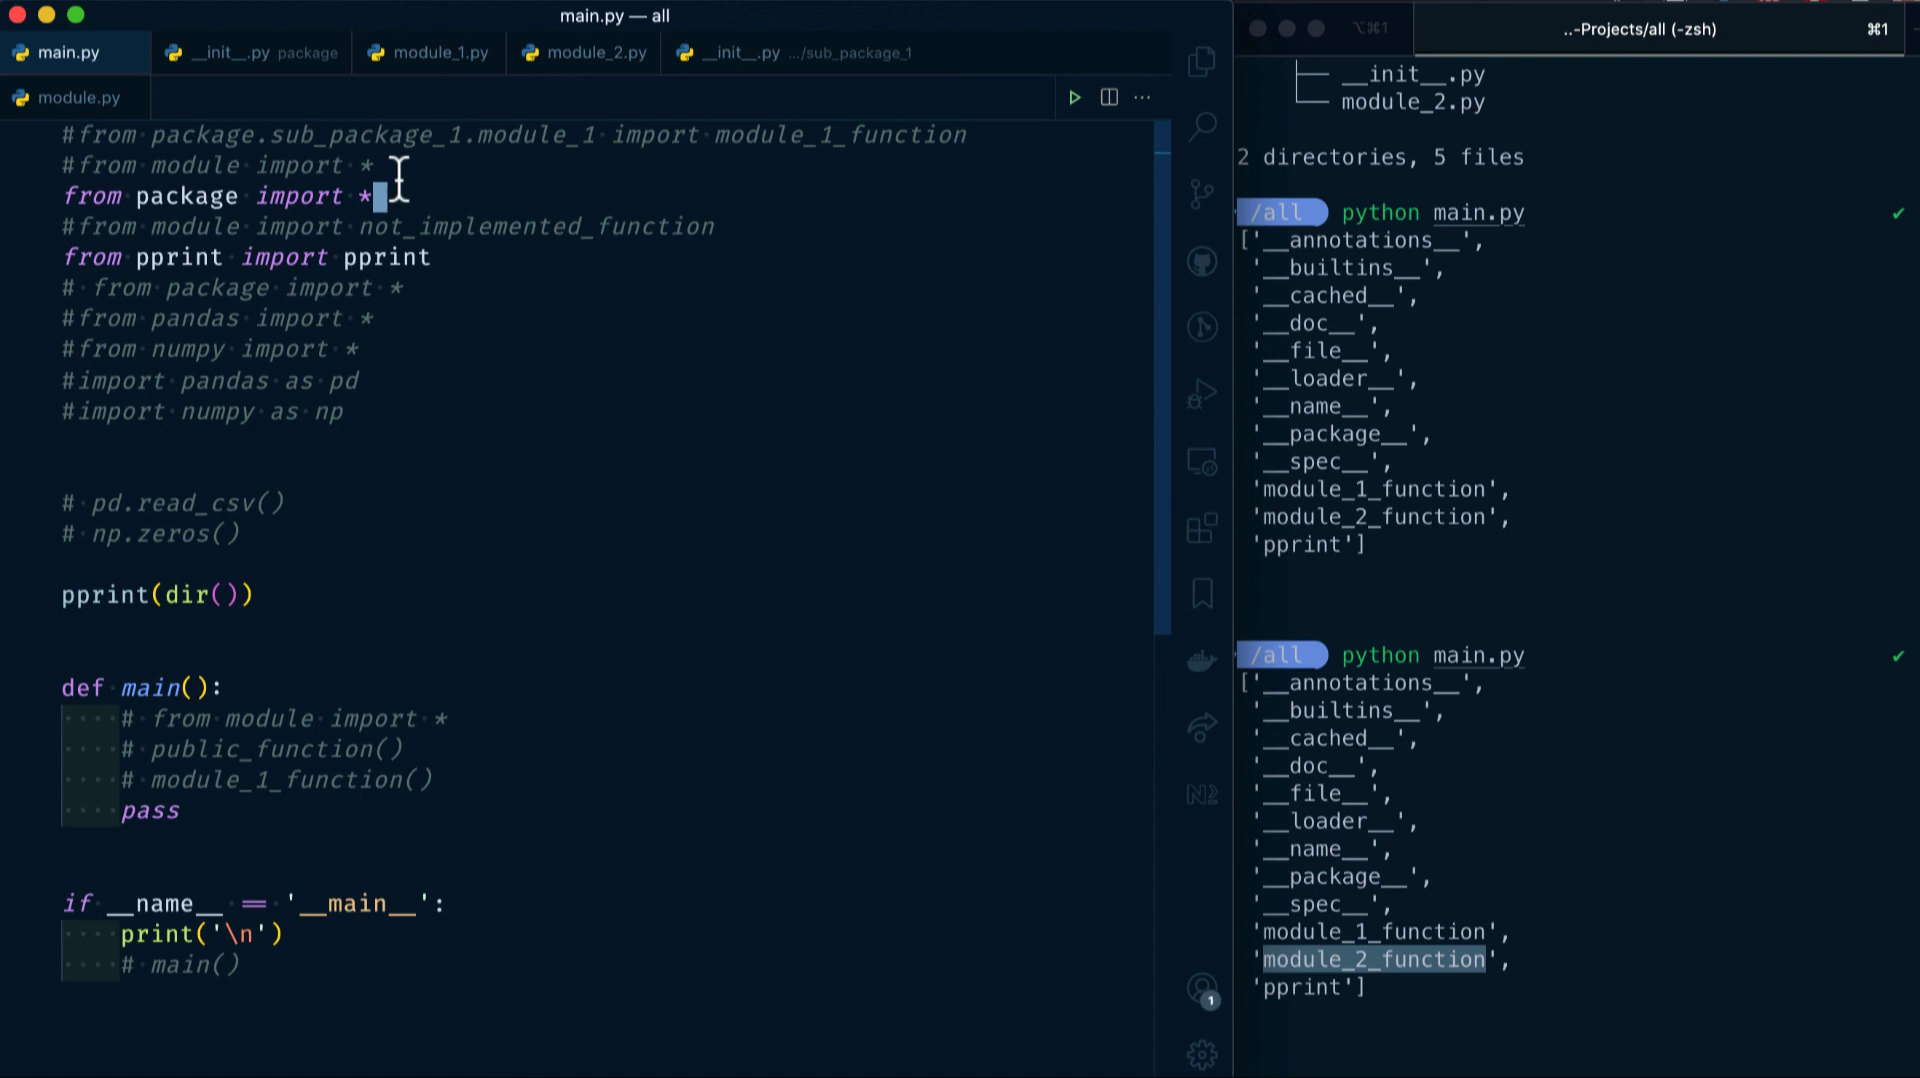 main.py — all
main.py
__init__.py package
module_1.py
module_2.py
__init__.py .../sub_package_1
module.py
#from package.sub_package_1.module_1 import module_1_function
#from module import *
from package import *
#from module import not_implemented_function
from pprint import pprint
# from package import *
#from pandas import *
#from numpy import *
#import pandas as pd
#import numpy as np
# pd.read_csv()
# np.zeros()
pprint(dir())
def main():
# from module import *
# public_function()
# module_1_function()
pass
if __name__ == '__main__':
print('\n')
# main()
1
⌥⌘1
..-Projects/all (-zsh)
⌘1
__init__.py
module_2.py
2 directories, 5 files
/all python main.py ✔
['__annotations__',
'__builtins__',
'__cached__',
'__doc__',
'__file__',
'__loader__',
'__name__',
'__package__',
'__spec__',
'module_1_function',
'module_2_function',
'pprint']
/all python main.py ✔
['__annotations__',
'__builtins__',
'__cached__',
'__doc__',
'__file__',
'__loader__',
'__name__',
'__package__',
'__spec__',
'module_1_function',
'module_2_function',
'pprint']